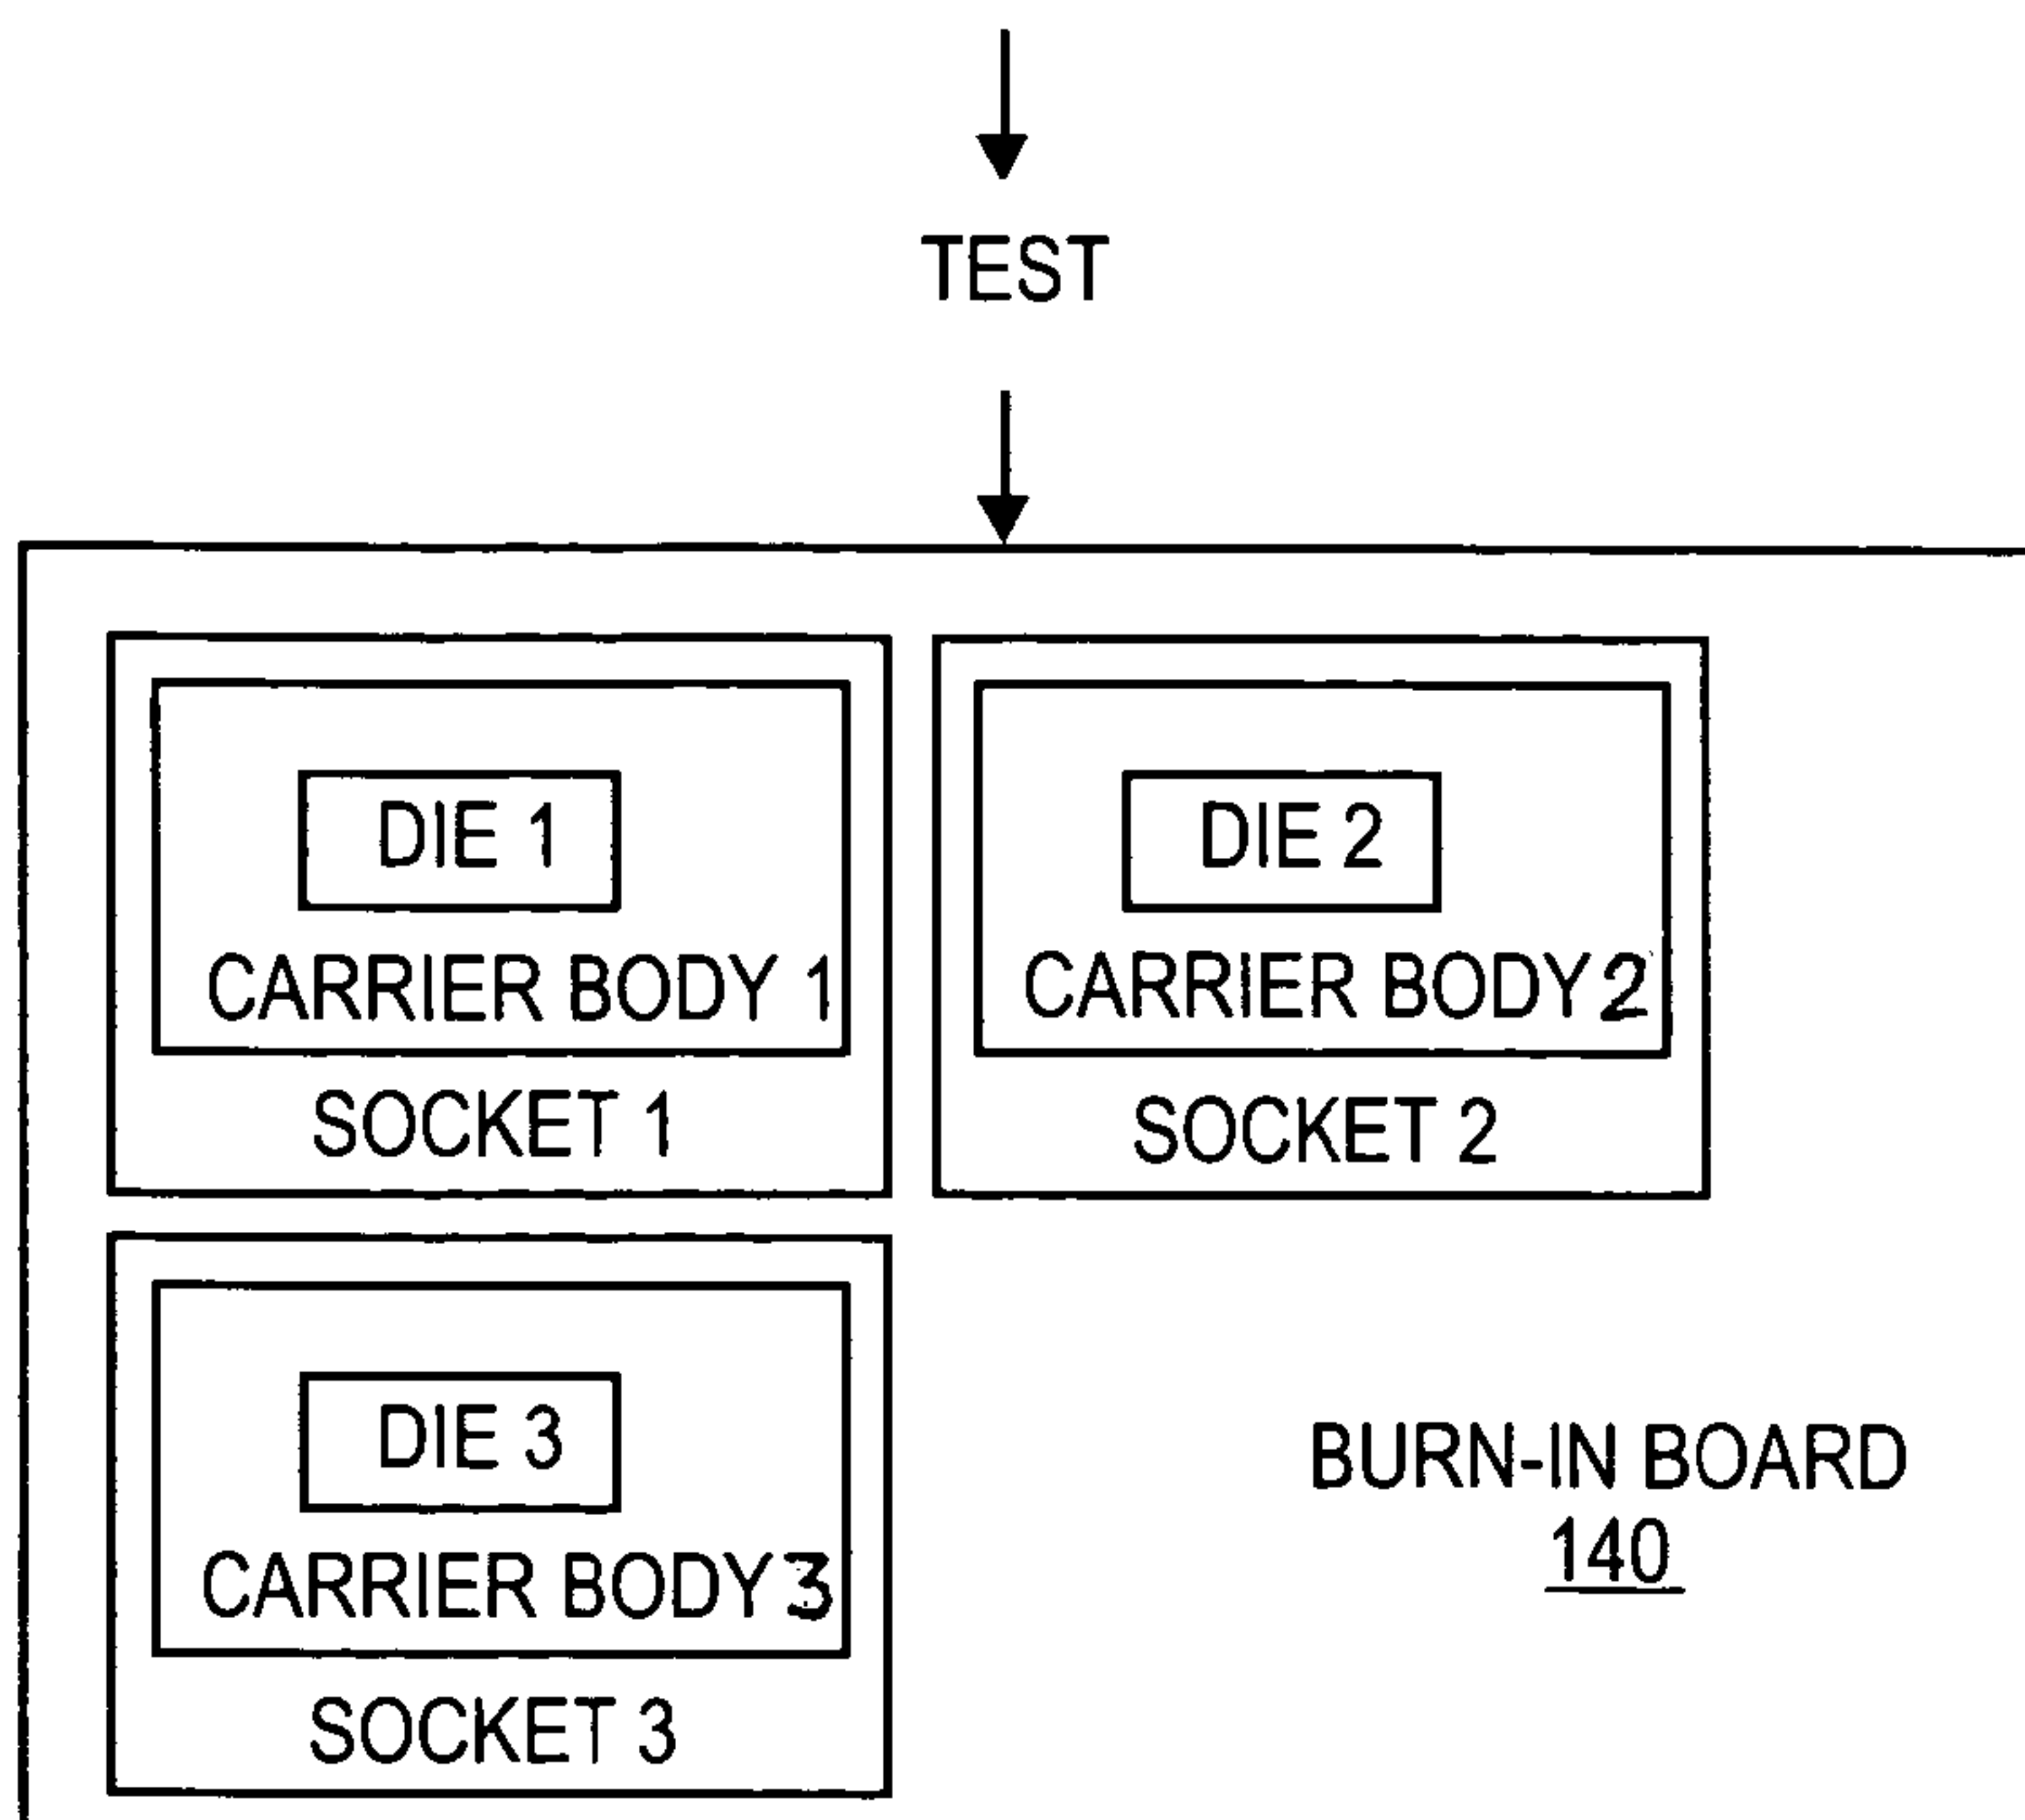 TEST
DIE 1
CARRIER BODY 1
SOCKET 1
DIE 2
CARRIER BODY 2
SOCKET 2
DIE 3
CARRIER BODY 3
SOCKET 3
BURN-IN BOARD
140